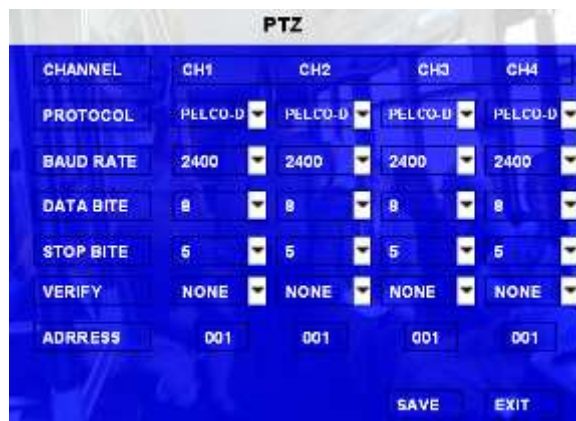 PTZ
CHANNEL CH1 CH2 CH3 CH4
PROTOCOL PELCO-D PELCO-D PELCO-D PELCO-D
BAUD RATE 2400 2400 2400 2400
DATA BITE 8 8 8 8
STOP BITE 5 5 5 5
VERIFY NONE NONE NONE NONE
ADRRESS 001 001 001 001
SAVE EXIT